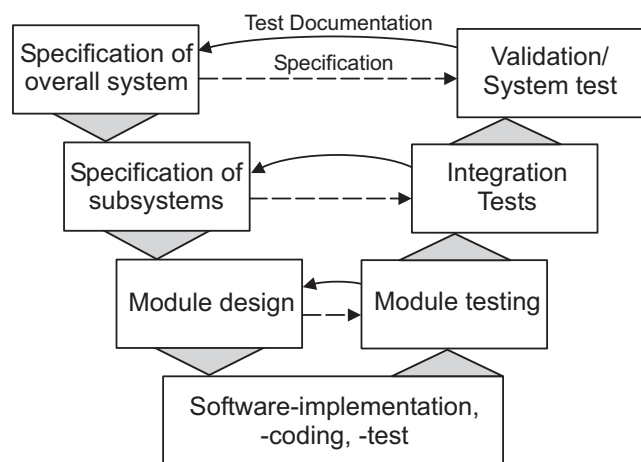 Test Documentation
Specification of
overall system
Specification
Validation/
System test
Specification of
subsystems
Integration
Tests
Module design
Module testing
Software-implementation,
-coding, -test